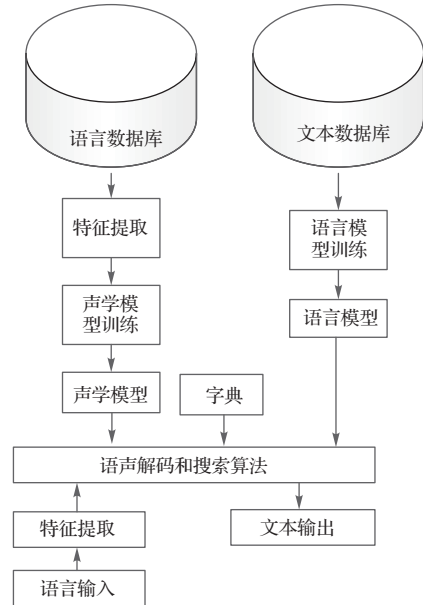 语言数据库
文本数据库
特征提取
语言模
型训练
声学模
型训练
语言模型
声学模型
字典
语声解码和搜索算法
特征提取
文本输出
语言输入